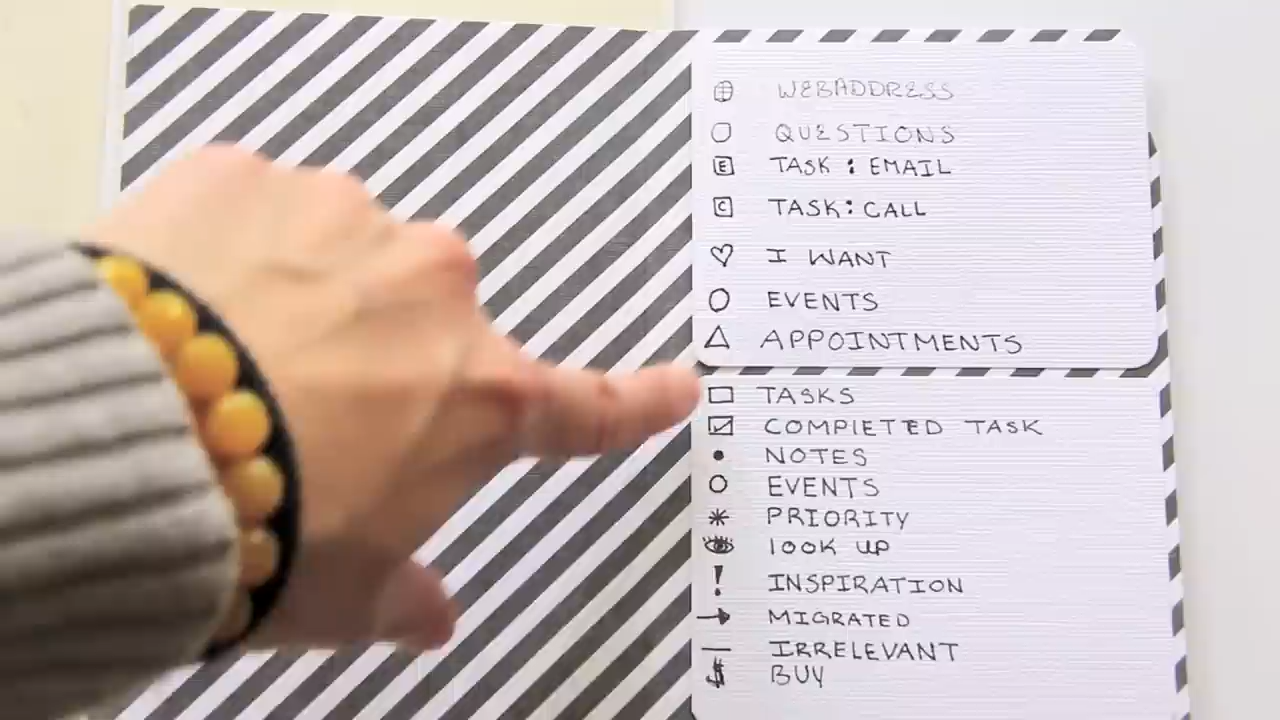 WEBADDRESS
QUESTIONS
E TASK : EMAIL
C TASK: CALL
I WANT
EVENTS
APPOINTMENTS
TASKS
COMPLETED TASK
NOTES
EVENTS
PRIORITY
LOOK UP
! INSPIRATION
→ MIGRATED
— IRRELEVANT
$ BUY